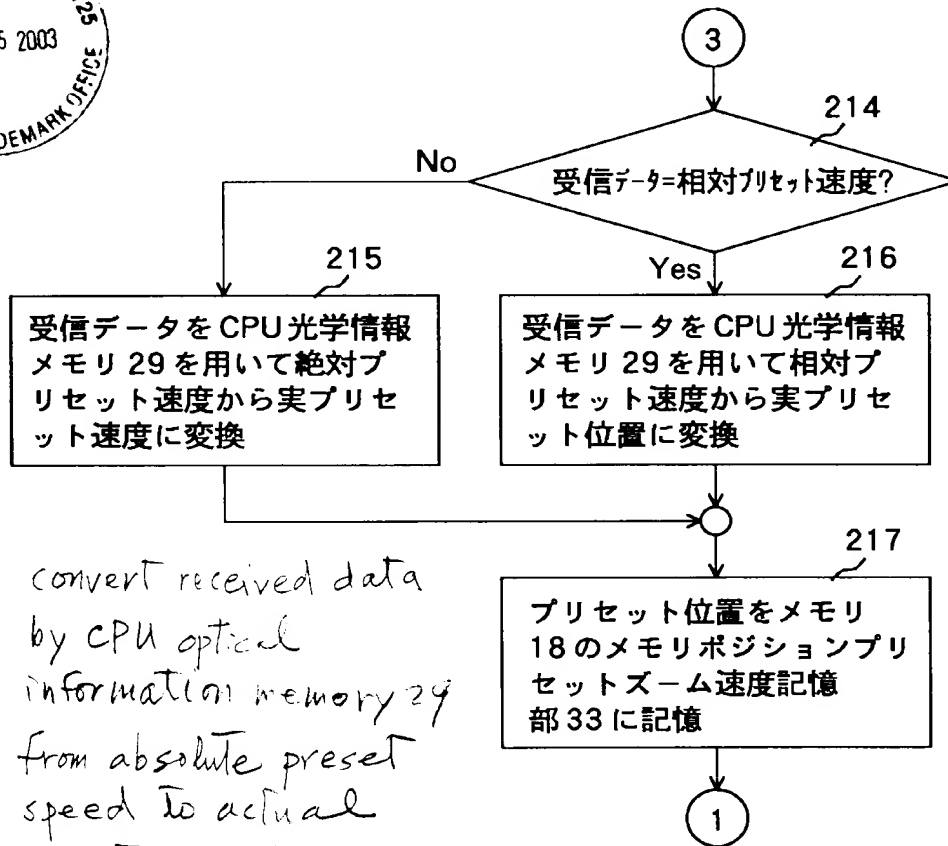 25
5 2003
DEMARK OFFICE
3
214
No
受信データ=相対プリセット速度?
215
Yes
216
受信データをCPU光学情報
メモリ29を用いて絶対プ
リセット速度から実プリセ
ット速度に変換
受信データをCPU光学情報
メモリ29を用いて相対プ
リセット速度から実プリセ
ット位置に変換
217
プリセット位置をメモリ
18のメモリポジションプリ
セットズーム速度記憶
部33に記憶
1
convert received data
by CPU optical
information memory 29
from absolute preset
speed to actual